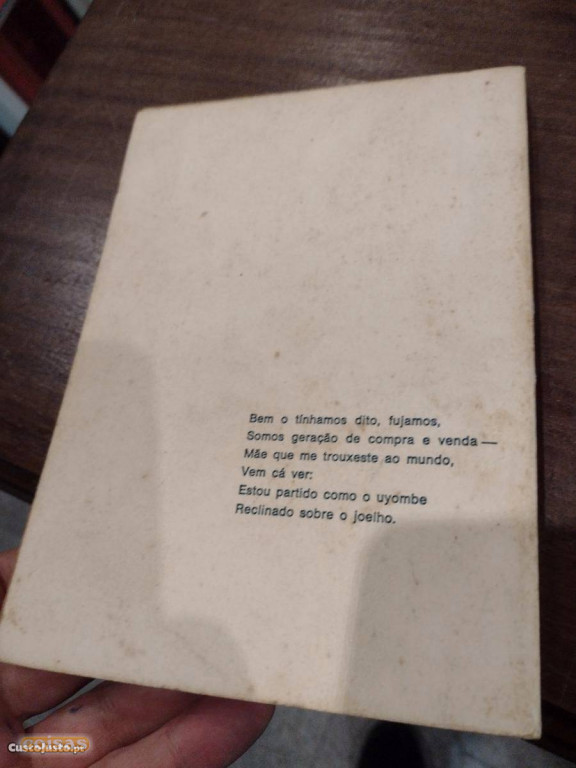 Bem o tínhamos dito, fujamos,
Somos geração de compra e venda —
Mãe que me trouxeste ao mundo,
Vem cá ver:
Estou partido como o uyombe
Reclinado sobre o joelho.
coisas
CustoJusto.pt